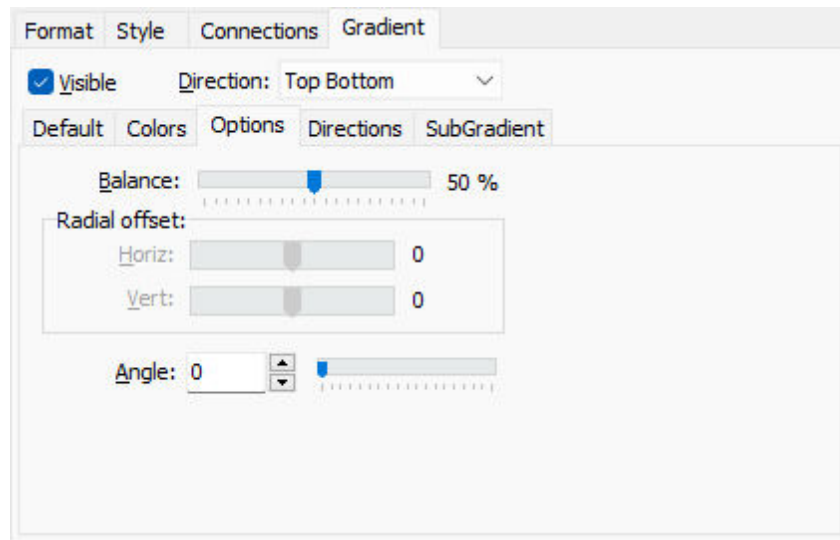 Format Style Connections Gradient
Visible Direction: Top Bottom
Default Colors Options Directions SubGradient
Balance: 50 %
Radial offset:
Horiz: 0
Vert: 0
Angle: 0